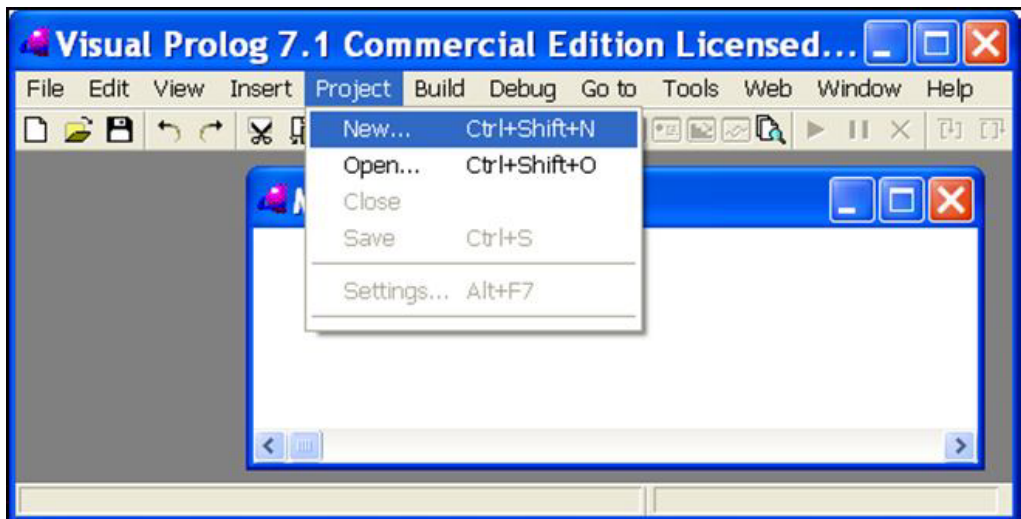 Visual Prolog 7.1 Commercial Edition Licensed...
File Edit View Insert Project Build Debug Go to Tools Web Window Help
New... Ctrl+Shift+N
Open... Ctrl+Shift+O
Close
Save Ctrl+S
Settings... Alt+F7